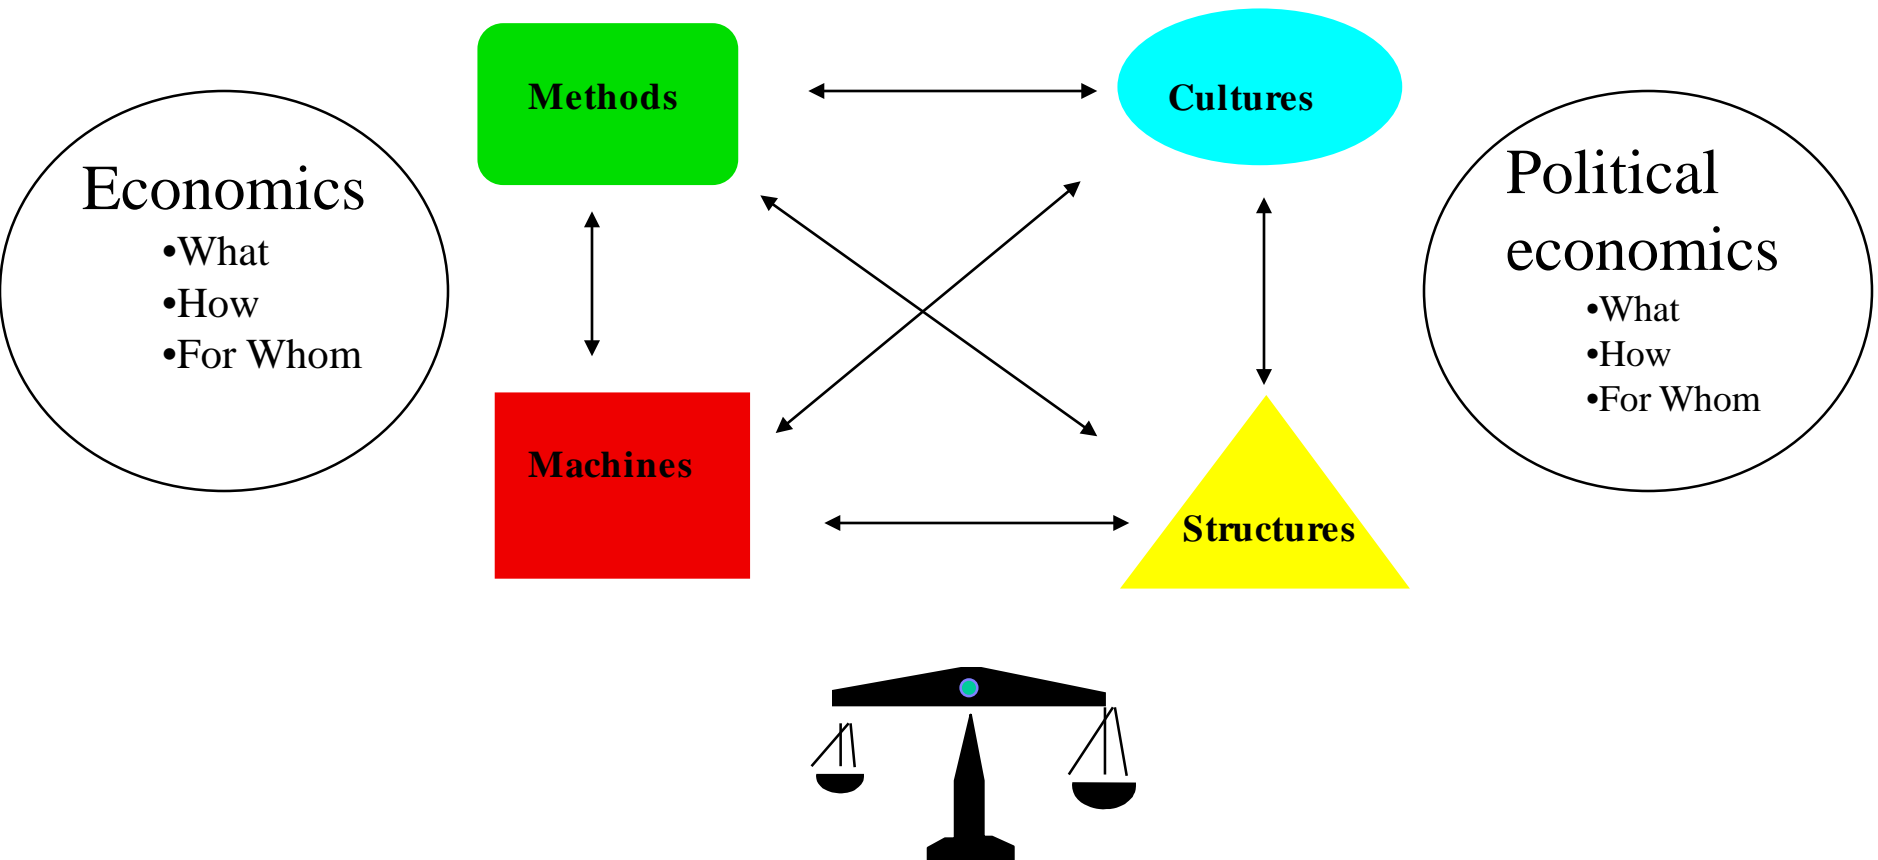 Methods
Cultures
Economics
•What
•How
•For Whom
Political
economics
•What
•How
•For Whom
Machines
Structures